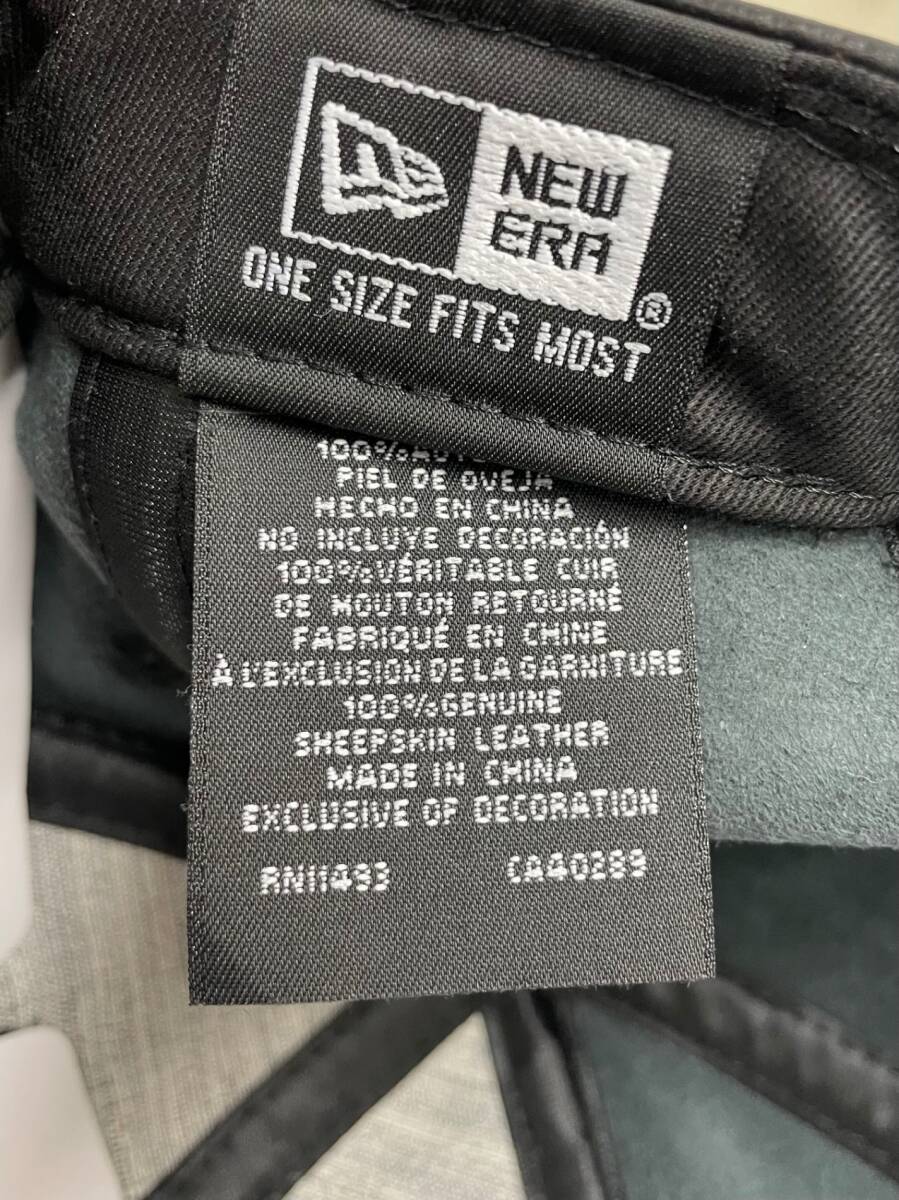 NEW
ERA
®
ONE SIZE FITS MOST
PIEL DE OVEJA
HECHO EN CHINA
NO INCLUYE DECORACIÓN
100%VÉRITABLE CUIR
DE MOUTON RETOURNÉ
FABRIQUÉ EN CHINE
À L'EXCLUSION DE LA GARNITURE
100%GENUINE
SHEEPSKIN LEATHER
MADE IN CHINA
EXCLUSIVE OF DECORATION
RN11493 CA40289